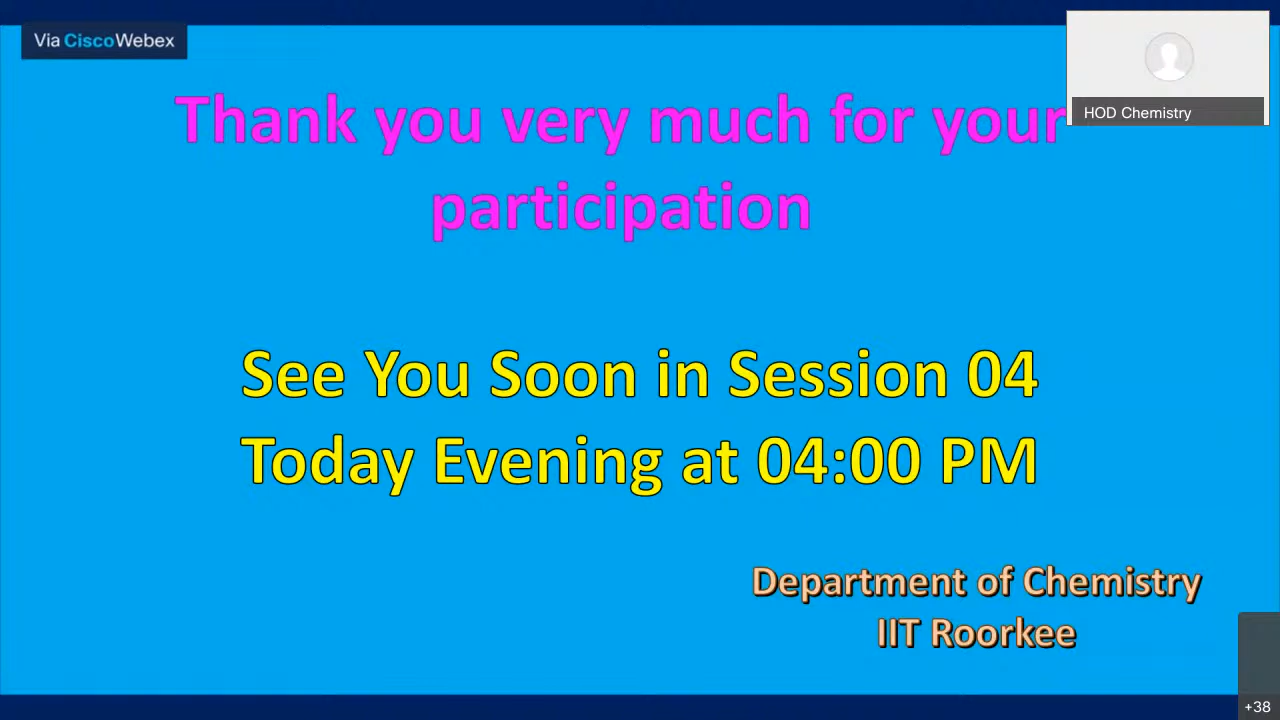 Via CiscoWebex
HOD Chemistry
Thank you very much for your
participation
See You Soon in Session 04
Today Evening at 04:00 PM
Department of Chemistry
IIT Roorkee
+38